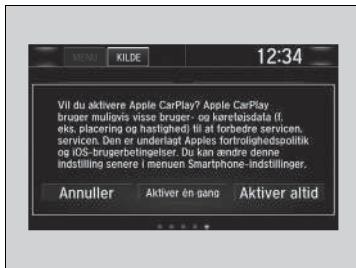 MENU
KILDE
12:34
Vil du aktivere Apple CarPlay? Apple CarPlay
bruger muligvis visse bruger- og køretøjsdata (f.
eks. placering og hastighed) til at forbedre servicen.
servicen. Den er underlagt Apples fortrolighedspolitik
og iOS-brugerbetingelser. Du kan ændre denne
indstilling senere i menuen Smartphone-indstillinger.
Annuller
Aktiver én gang
Aktiver altid